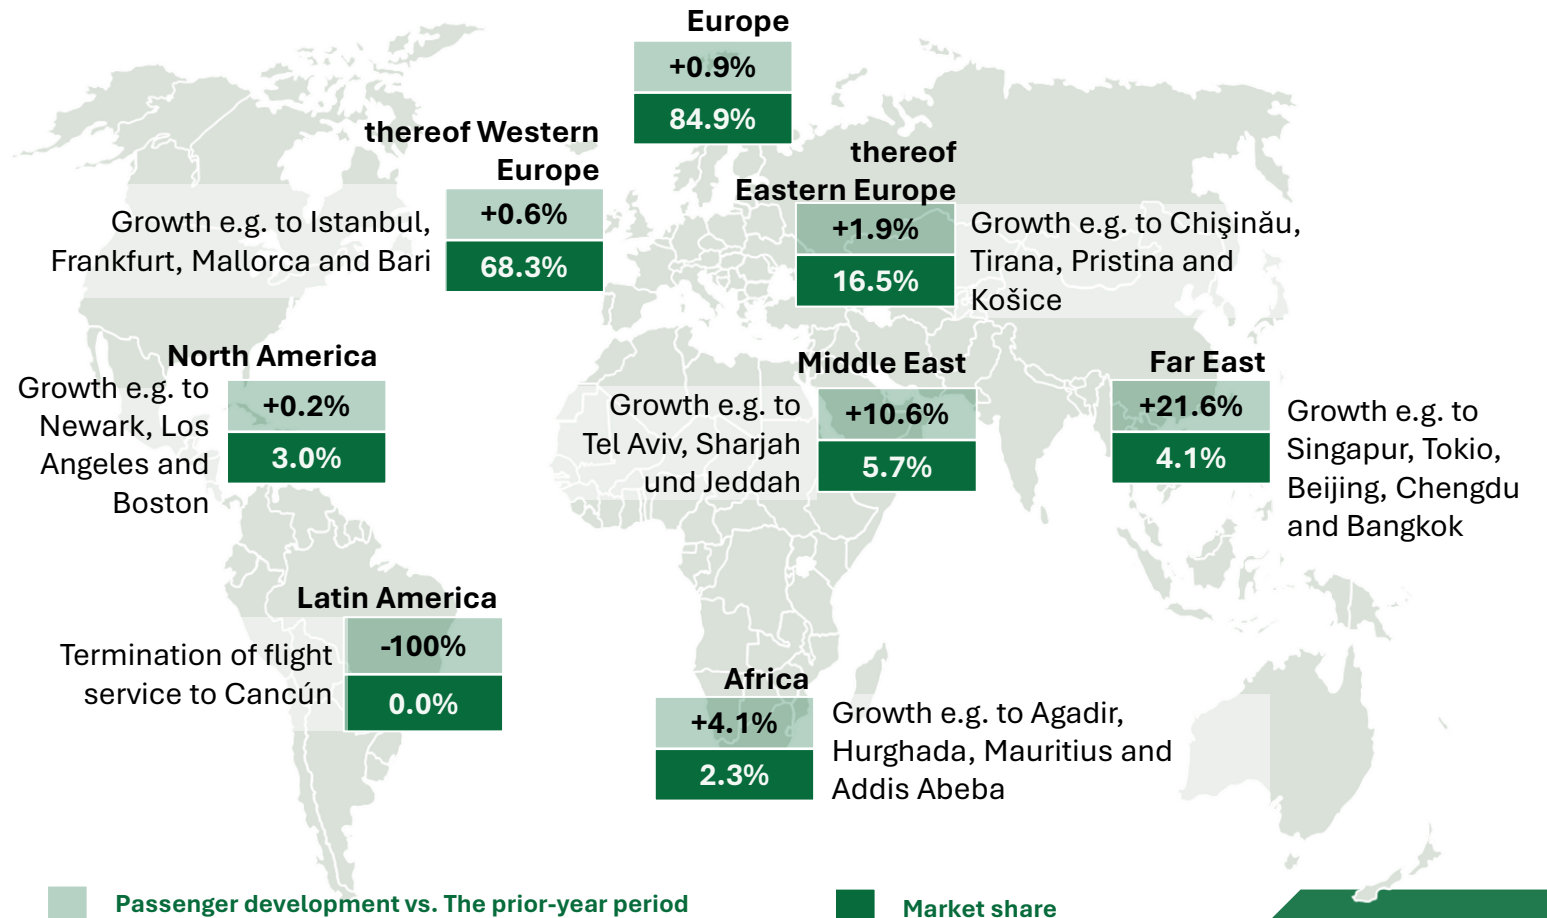 Europe
+0.9%
84.9%
thereof Western
Europe
+0.6%
68.3%
Growth e.g. to Istanbul,
Frankfurt, Mallorca and Bari
thereof
Eastern Europe
+1.9%
16.5%
Growth e.g. to Chişinău,
Tirana, Pristina and
Košice
North America
+0.2%
3.0%
Growth e.g. to
Newark, Los
Angeles and
Boston
Middle East
+10.6%
5.7%
Growth e.g. to
Tel Aviv, Sharjah
und Jeddah
Far East
+21.6%
4.1%
Growth e.g. to
Singapur, Tokio,
Beijing, Chengdu
and Bangkok
Latin America
-100%
0.0%
Termination of flight
service to Cancún
Africa
+4.1%
2.3%
Growth e.g. to Agadir,
Hurghada, Mauritius and
Addis Abeba
Passenger development vs. The prior-year period
Market share